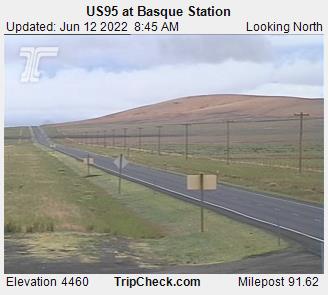 US95 at Basque Station
Updated: Jun 12 2022 8:45 AM Looking North
Elevation 4460 TripCheck.com Milepost 91.62